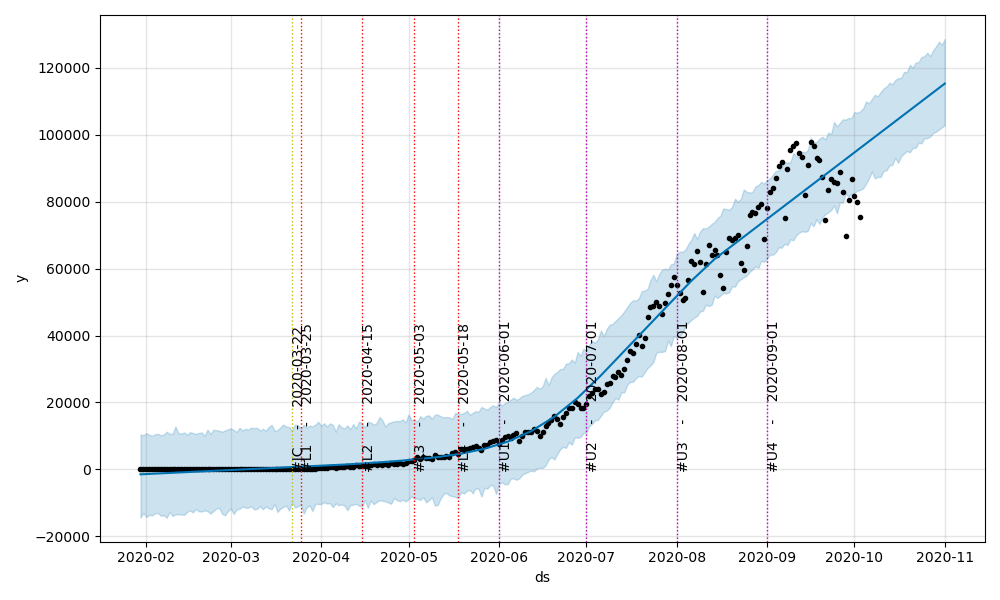 120000
100000
80000
60000
40000
20000
0
−20000
y
#JC - 2020-03-22
#L1 - 2020-03-25
#L2 - 2020-04-15
#L3 - 2020-05-03
#L4 - 2020-05-18
#U1 - 2020-06-01
#U2 - 2020-07-01
#U3 - 2020-08-01
#U4 - 2020-09-01
2020-02 2020-03 2020-04 2020-05 2020-06 2020-07 2020-08 2020-09 2020-10 2020-11
ds